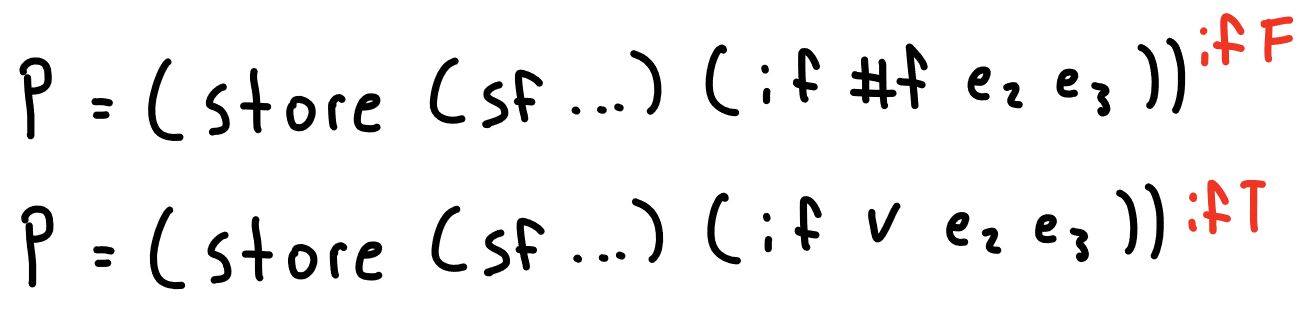 P = (store (sf ...) (if #f e₂ e₃)) ifF
P = (store (sf ...) (if v e₂ e₃)) ifT